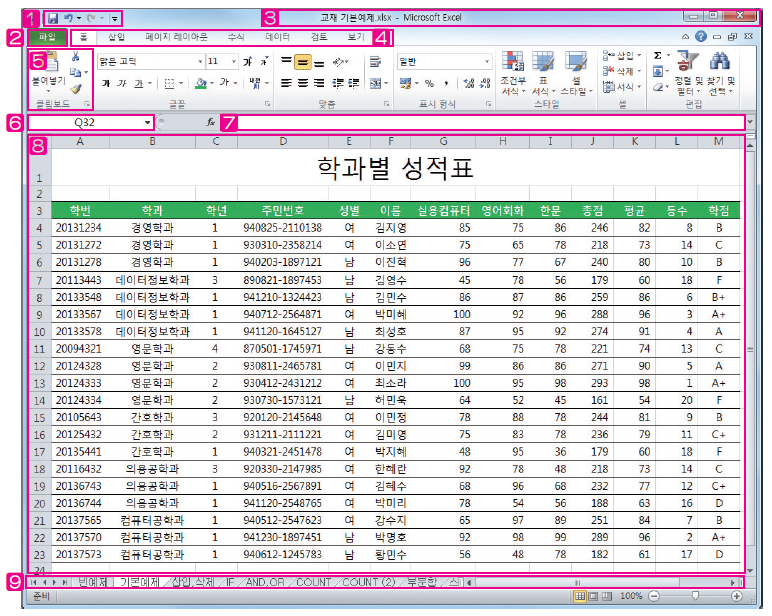 1 3 교재 기본예제.xlsx - Microsoft Excel
2 파일 홈 삽입 페이지 레이아웃 수식 데이터 검토 보기 4
5 맑은 고딕 11 가 가 일반 삽입 Σ
붙여넣기 가 가 가 가 % , 조건부 서식 표 서식 셀 스타일 삭제 서식 정렬 및 필터 찾기 및 선택
클립보드 글꼴 맞춤 표시 형식 스타일 셀 편집
6 Q32 fx 7
8 A B C D E F G H I J K L M
1 학과별 성적표
2
3 학번 학과 학년 주민번호 성별 이름 실용컴퓨터 영어회화 한문 총점 평균 등수 학점
4 20131234 경영학과 1 940825-2110138 여 김지영 85 75 86 246 82 8 B
5 20131272 경영학과 1 930310-2358214 여 이소연 75 65 78 218 73 14 C
6 20131278 경영학과 1 940203-1897121 남 이진혁 96 77 67 240 80 10 B
7 20113443 데이터정보학과 3 890821-1897453 남 김영수 45 78 56 179 60 18 F
8 20133548 데이터정보학과 1 941210-1324423 남 김민수 86 87 86 259 86 6 B+
9 20133567 데이터정보학과 1 940712-2564871 여 박미혜 100 92 96 288 96 3 A+
10 20133578 데이터정보학과 1 941120-1645127 남 최성호 87 95 92 274 91 4 A
11 20094321 영문학과 4 870501-1745971 남 강동수 68 75 78 221 74 13 C
12 20124328 영문학과 2 930811-2465781 여 이민지 99 86 86 271 90 5 A
13 20124333 영문학과 2 930412-2431212 여 최소라 100 95 98 293 98 1 A+
14 20124334 영문학과 2 930730-1573121 남 허민욱 64 52 45 161 54 20 F
15 20105643 간호학과 3 920120-2145648 여 이민정 78 88 78 244 81 9 B
16 20125432 간호학과 2 931211-2111221 여 김미영 75 83 78 236 79 11 C+
17 20135441 간호학과 1 940321-2451478 여 박지혜 48 95 36 179 60 18 F
18 20116432 의용공학과 3 920330-2147985 여 한혜란 92 78 48 218 73 14 C
19 20136743 의용공학과 1 940516-2567891 여 김혜수 68 96 68 232 77 12 C+
20 20136744 의용공학과 1 941120-2548765 여 박미리 78 54 56 188 63 16 D
21 20137565 컴퓨터공학과 1 940512-2547623 여 강수지 65 97 89 251 84 7 B
22 20137570 컴퓨터공학과 1 941230-1897451 남 박명호 92 98 99 289 96 2 A+
23 20137573 컴퓨터공학과 1 940612-1245783 남 황민수 56 48 78 182 61 17 D
24
9 빈예제 기본예제 삽입,삭제 IF AND,OR COUNT COUNT (2) 부분합
준비 100%